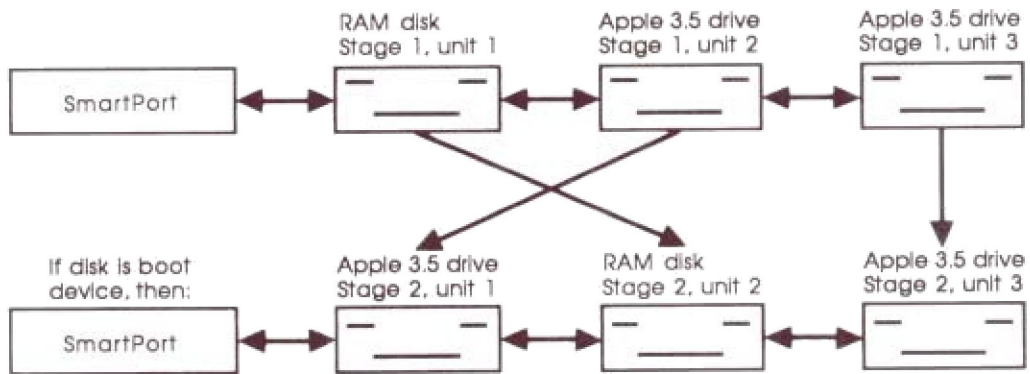 RAM disk
Stage 1, unit 1
Apple 3.5 drive
Stage 1, unit 2
Apple 3.5 drive
Stage 1, unit 3
SmartPort
If disk is boot
device, then:
Apple 3.5 drive
Stage 2, unit 1
RAM disk
Stage 2, unit 2
Apple 3.5 drive
Stage 2, unit 3
SmartPort